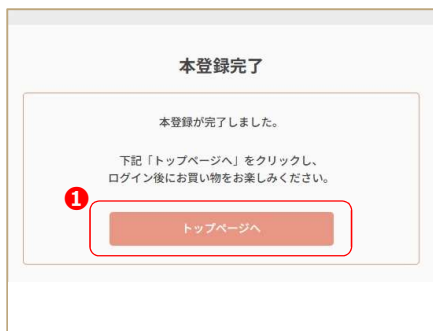 本登録完了
本登録が完了しました。
下記「トップページへ」をクリックし、
ログイン後にお買い物をお楽しみください。
❶
トップページへ